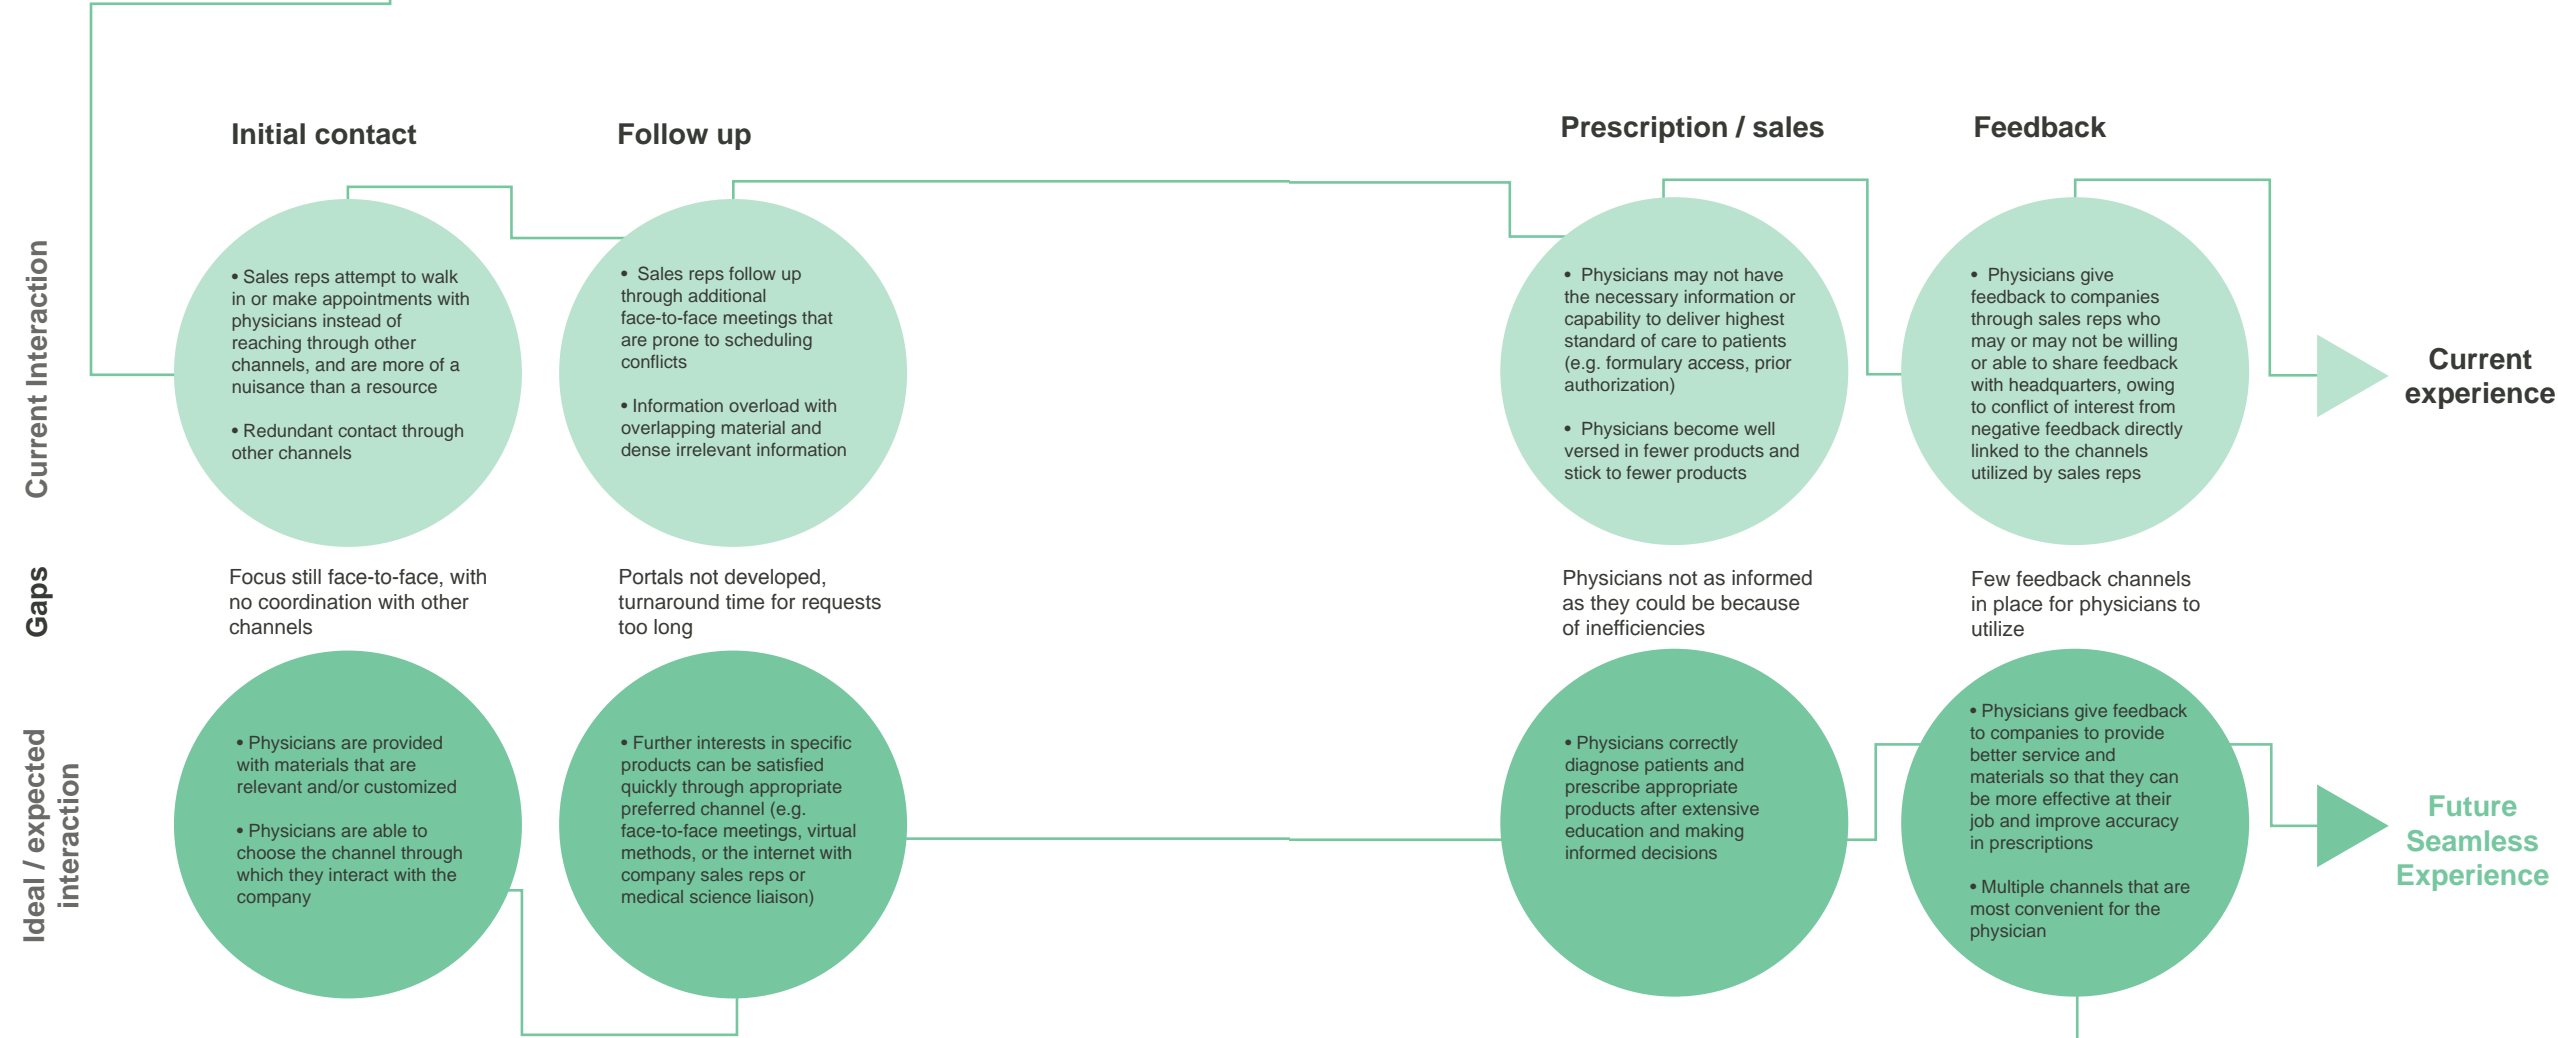 Initial contact
Follow up
Prescription / sales
Feedback
Current Interaction
• Sales reps attempt to walk
in or make appointments with
physicians instead of
reaching through other
channels, and are more of a
nuisance than a resource
• Redundant contact through
other channels
• Sales reps follow up
through additional
face-to-face meetings that
are prone to scheduling
conflicts
• Information overload with
overlapping material and
dense irrelevant information
• Physicians may not have
the necessary information or
capability to deliver highest
standard of care to patients
(e.g. formulary access, prior
authorization)
• Physicians become well
versed in fewer products and
stick to fewer products
• Physicians give
feedback to companies
through sales reps who
may or may not be willing
or able to share feedback
with headquarters, owing
to conflict of interest from
negative feedback directly
linked to the channels
utilized by sales reps
Current
experience
Gaps
Focus still face-to-face, with
no coordination with other
channels
Portals not developed,
turnaround time for requests
too long
Physicians not as informed
as they could be because
of inefficiencies
Few feedback channels
in place for physicians to
utilize
Ideal / expected
interaction
• Physicians are provided
with materials that are
relevant and/or customized
• Physicians are able to
choose the channel through
which they interact with the
company
• Further interests in specific
products can be satisfied
quickly through appropriate
preferred channel (e.g.
face-to-face meetings, virtual
methods, or the internet with
company sales reps or
medical science liaison)
• Physicians correctly
diagnose patients and
prescribe appropriate
products after extensive
education and making
informed decisions
• Physicians give feedback
to companies to provide
better service and
materials so that they can
be more effective at their
job and improve accuracy
in prescriptions
• Multiple channels that are
most convenient for the
physician
Future
Seamless
Experience